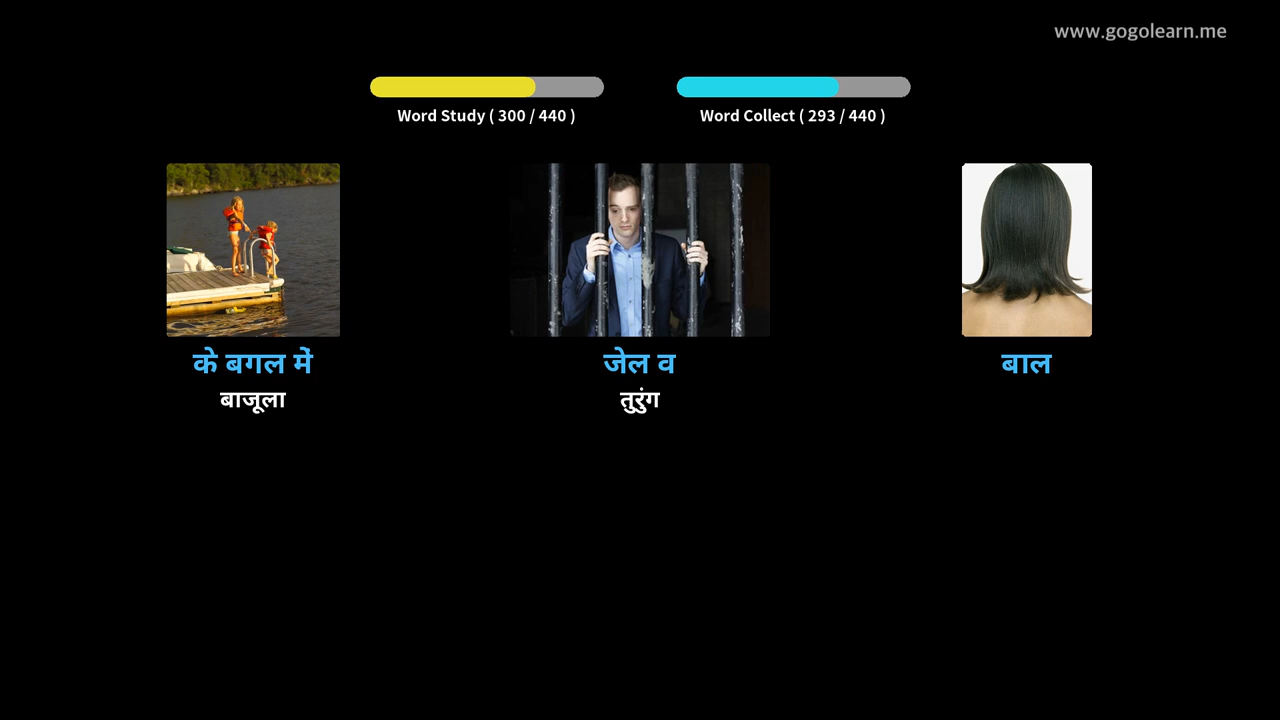 www.gogolearn.me
Word Study ( 300 / 440 )
Word Collect ( 293 / 440 )
के बगल में
बाजूला
जेल व
तुरुंग
बाल